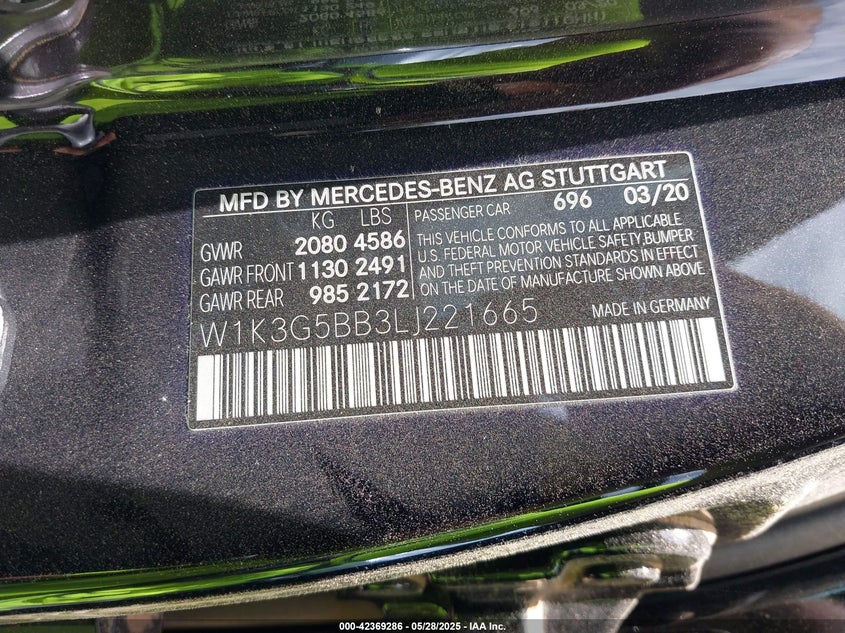 MFD BY MERCEDES-BENZ AG STUTTGART
KG LBS
GVWR 2080 4586
GAWR FRONT 1130 2491
GAWR REAR 985 2172
PASSENGER CAR 696 03/20
THIS VEHICLE CONFORMS TO ALL APPLICABLE
U.S. FEDERAL MOTOR VEHICLE SAFETY,BUMPER
AND THEFT PREVENTION STANDARDS IN EFFECT
ON THE DATE OF MANUFACTURE SHOWN ABOVE
W1K3G5BB3LJ221665
MADE IN GERMANY
000-42369286 - 05/28/2025 - IAA Inc.